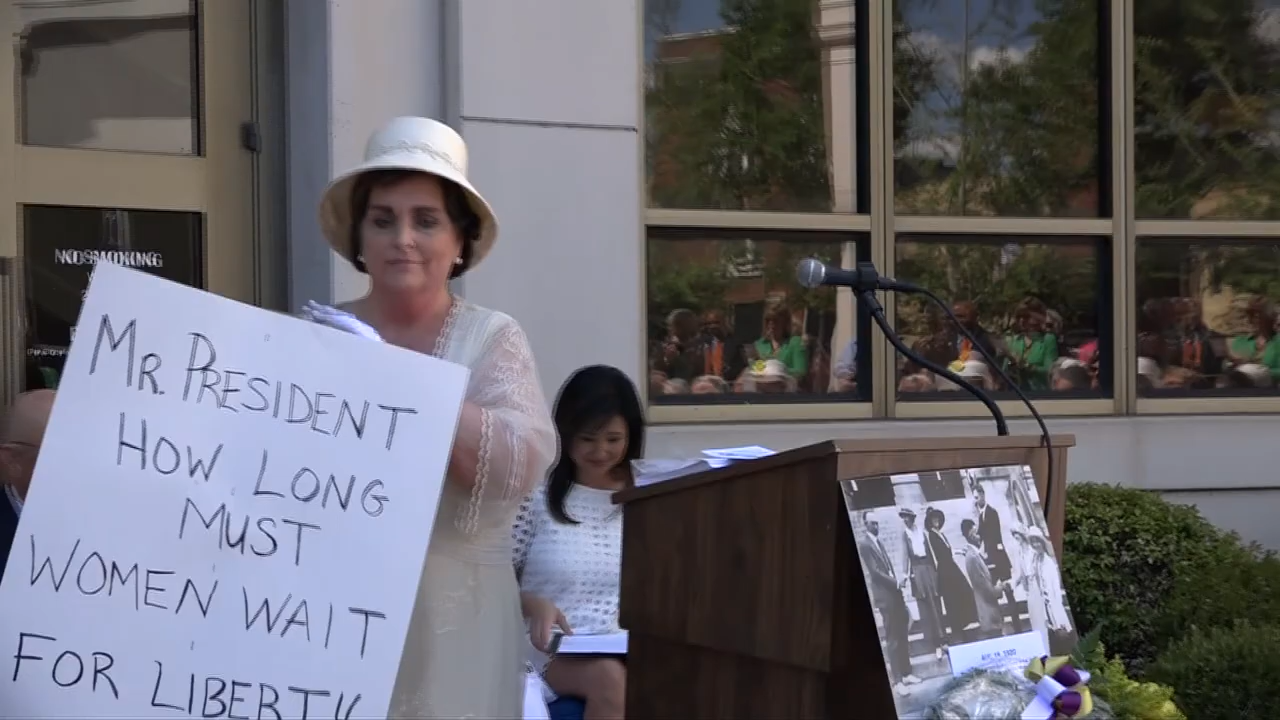 NO SMOKING
MR. PRESIDENT
HOW LONG
MUST
WOMEN WAIT
FOR LIBERTY